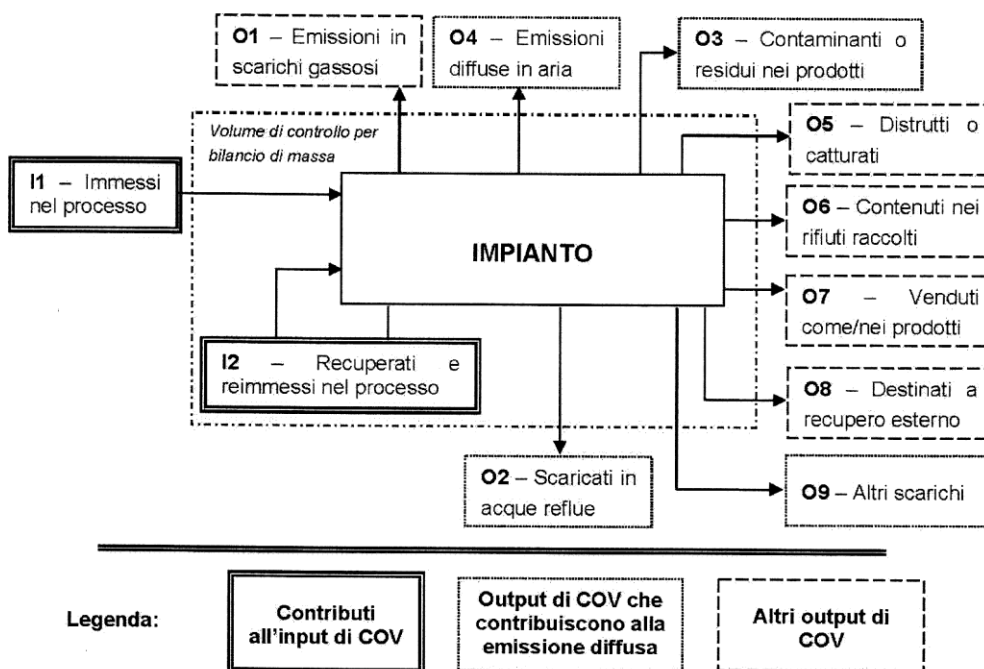 O1 – Emissioni in
scarichi gassosi
O4 – Emissioni
diffuse in aria
O3 – Contaminanti o
residui nei prodotti
Volume di controllo per
bilancio di massa
O5 – Distrutti o
catturati
I1 – Immessi
nel processo
O6 – Contenuti nei
rifiuti raccolti
IMPIANTO
O7 – Venduti
come/nei prodotti
I2 – Recuperati e
reimmessi nel processo
O8 – Destinati a
recupero esterno
O2 – Scaricati in
acque reflue
O9 – Altri scarichi
Legenda:
Contributi
all'input di COV
Output di COV che
contribuiscono alla
emissione diffusa
Altri output di
COV